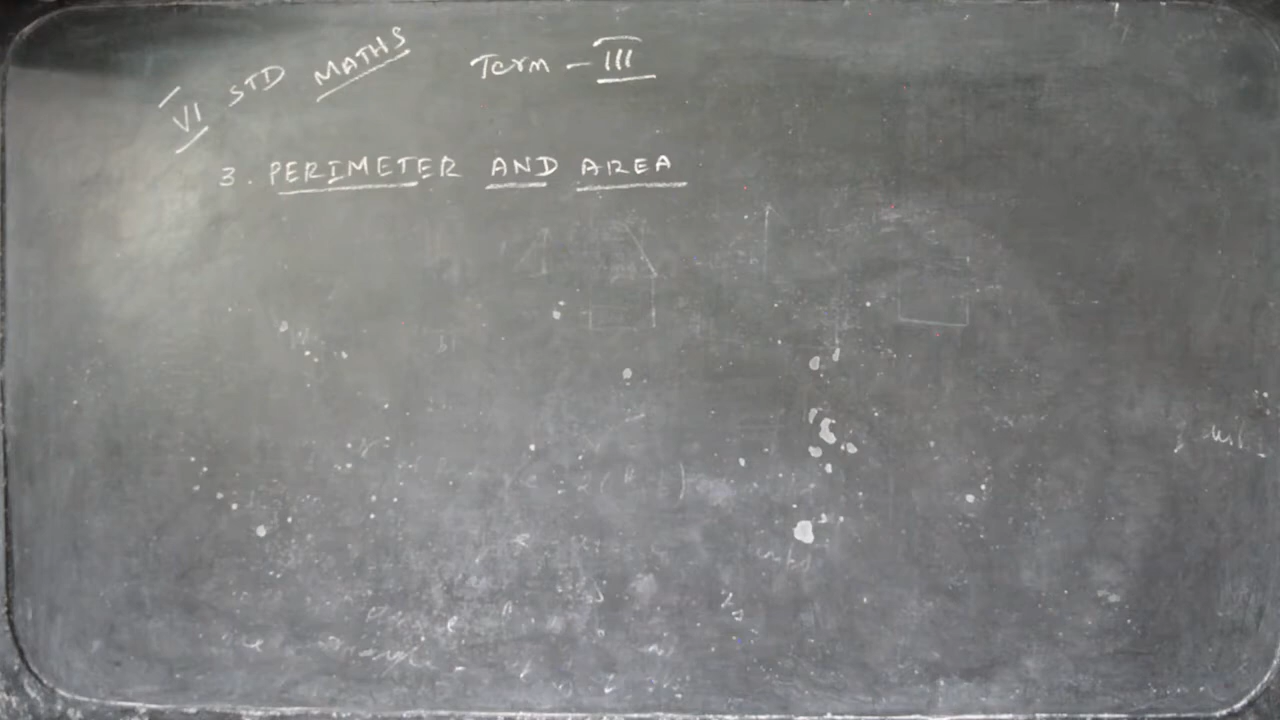 VI STD MATHS Term - III
3. PERIMETER AND AREA